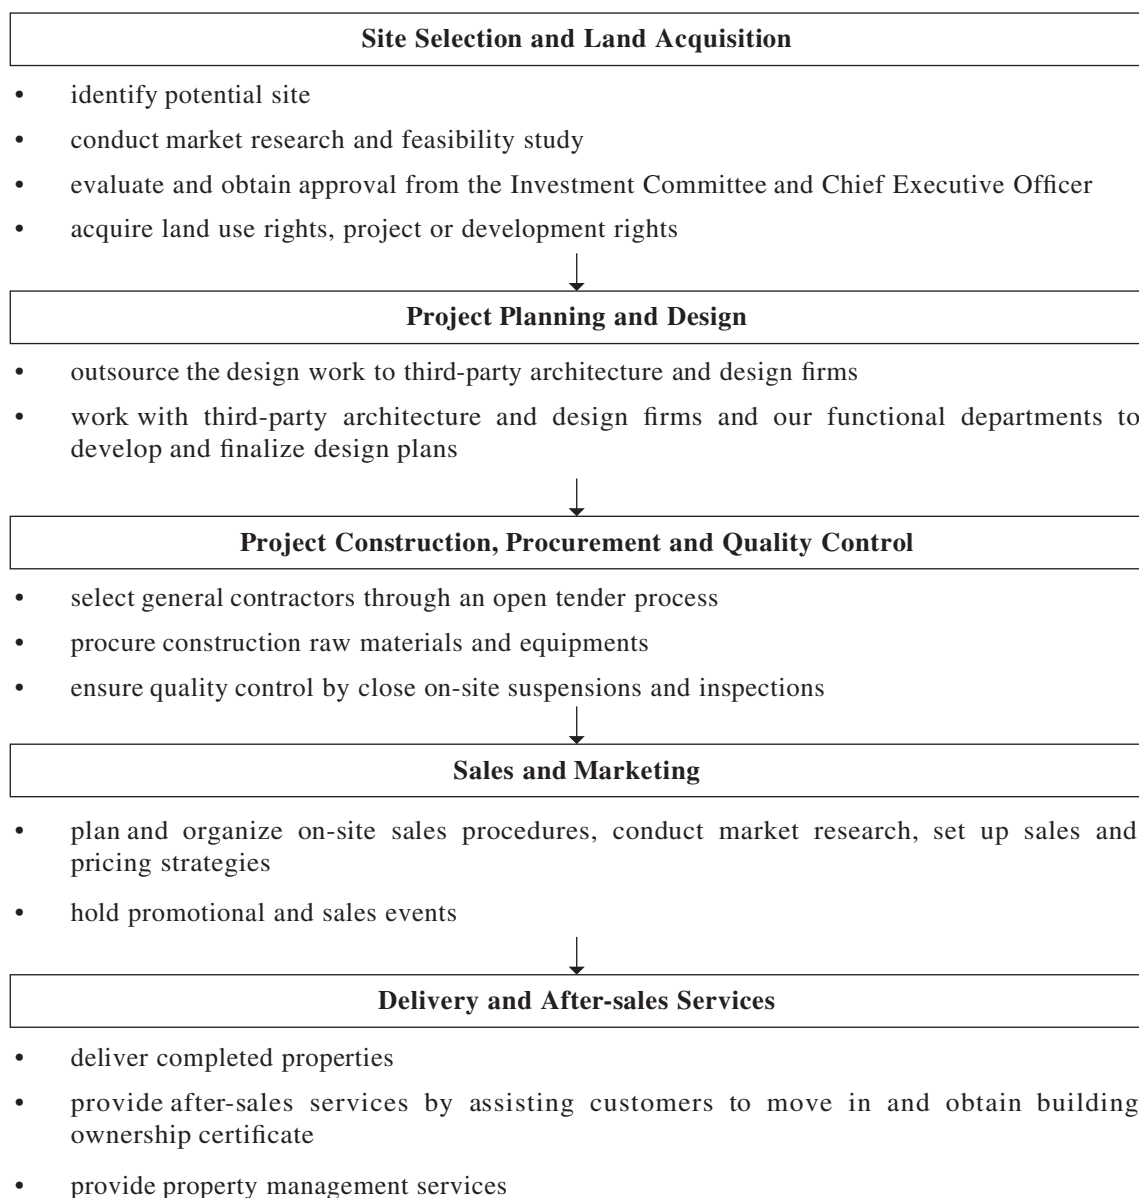 Site Selection and Land Acquisition
• identify potential site
• conduct market research and feasibility study
• evaluate and obtain approval from the Investment Committee and Chief Executive Officer
• acquire land use rights, project or development rights
Project Planning and Design
• outsource the design work to third-party architecture and design firms
• work with third-party architecture and design firms and our functional departments to
develop and finalize design plans
Project Construction, Procurement and Quality Control
• select general contractors through an open tender process
• procure construction raw materials and equipments
• ensure quality control by close on-site suspensions and inspections
Sales and Marketing
• plan and organize on-site sales procedures, conduct market research, set up sales and
pricing strategies
• hold promotional and sales events
Delivery and After-sales Services
• deliver completed properties
• provide after-sales services by assisting customers to move in and obtain building
ownership certificate
• provide property management services